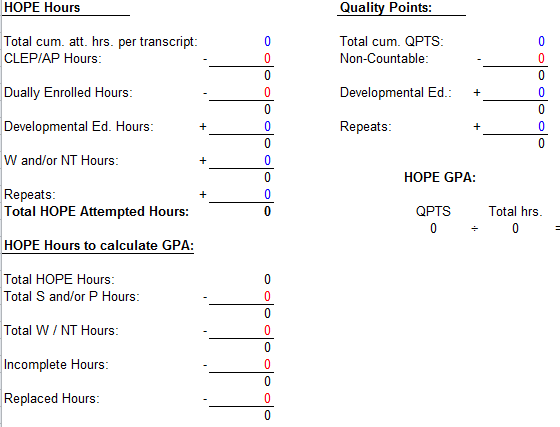 HOPE Hours
Total cum. att. hrs. per transcript: 0
CLEP/AP Hours: - 0
0
Dually Enrolled Hours: - 0
0
Developmental Ed. Hours: + 0
0
W and/or NT Hours: + 0
0
Repeats: + 0
Total HOPE Attempted Hours: 0
HOPE Hours to calculate GPA:
Total HOPE Hours: 0
Total S and/or P Hours: - 0
0
Total W / NT Hours: - 0
0
Incomplete Hours: - 0
0
Replaced Hours: - 0
0
Quality Points:
Total cum. QPTS: 0
Non-Countable: - 0
0
Developmental Ed.: + 0
0
Repeats: + 0
0
HOPE GPA:
QPTS Total hrs.
0 ÷ 0 =